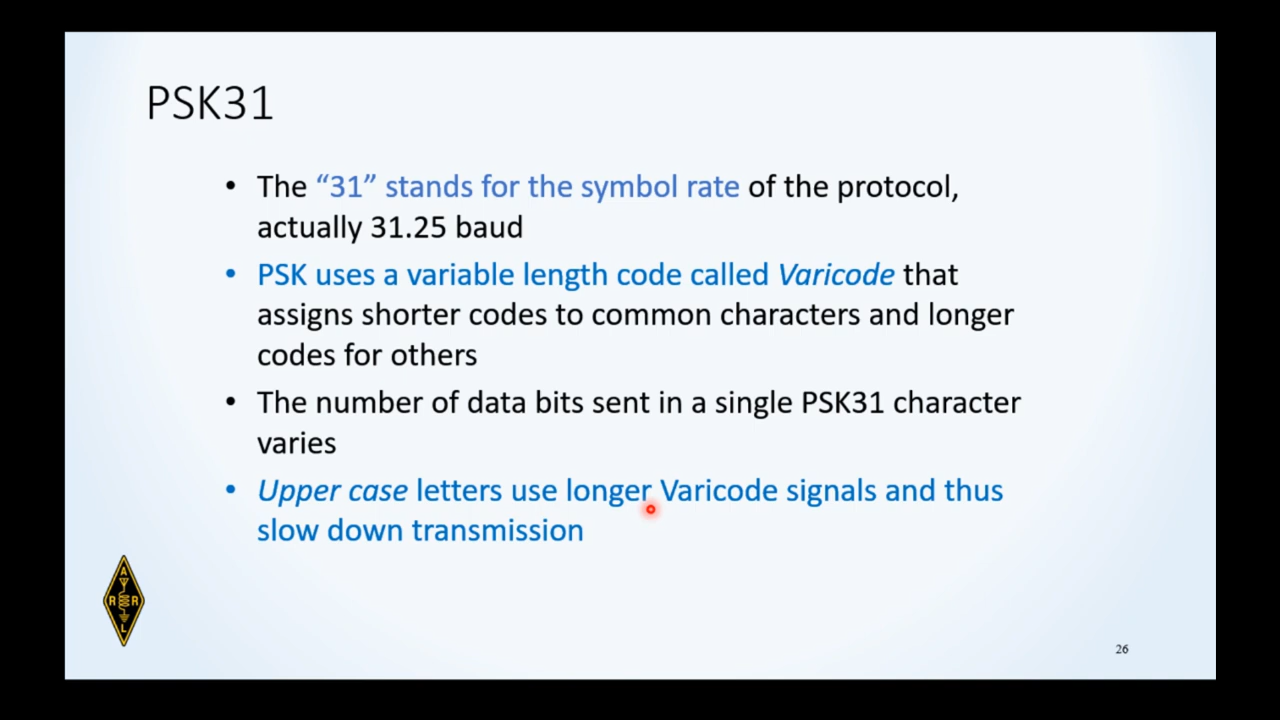 PSK31
• The “31” stands for the symbol rate of the protocol,
actually 31.25 baud
• PSK uses a variable length code called Varicode that
assigns shorter codes to common characters and longer
codes for others
• The number of data bits sent in a single PSK31 character
varies
• Upper case letters use longer Varicode signals and thus
slow down transmission
A
R R
L
26